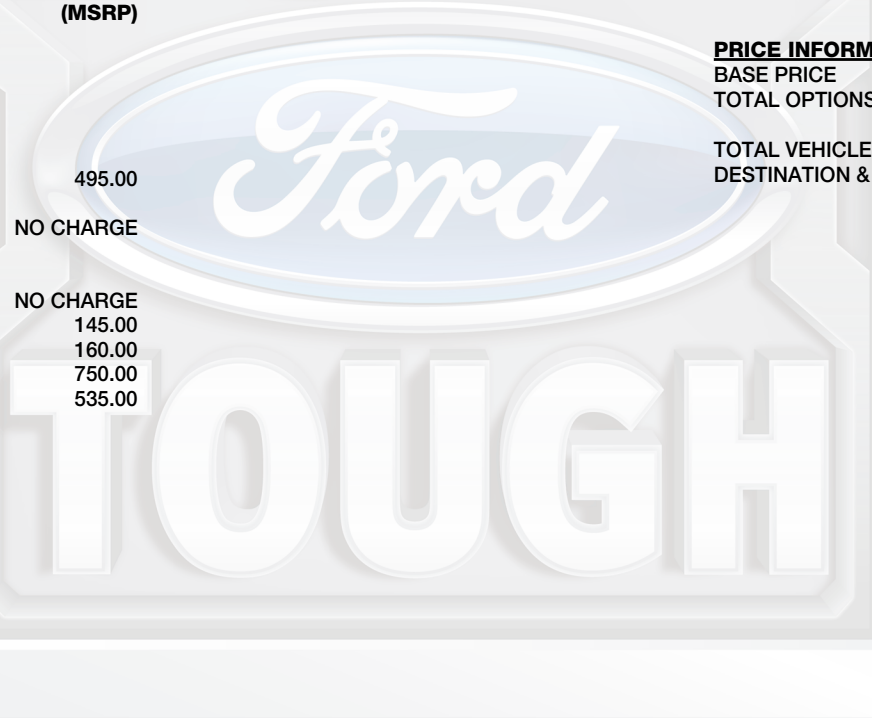 (MSRP)
PRICE INFORM
BASE PRICE
TOTAL OPTIONS
TOTAL VEHICLE
DESTINATION &
495.00
NO CHARGE
NO CHARGE
145.00
160.00
750.00
535.00
Ford
TOUGH